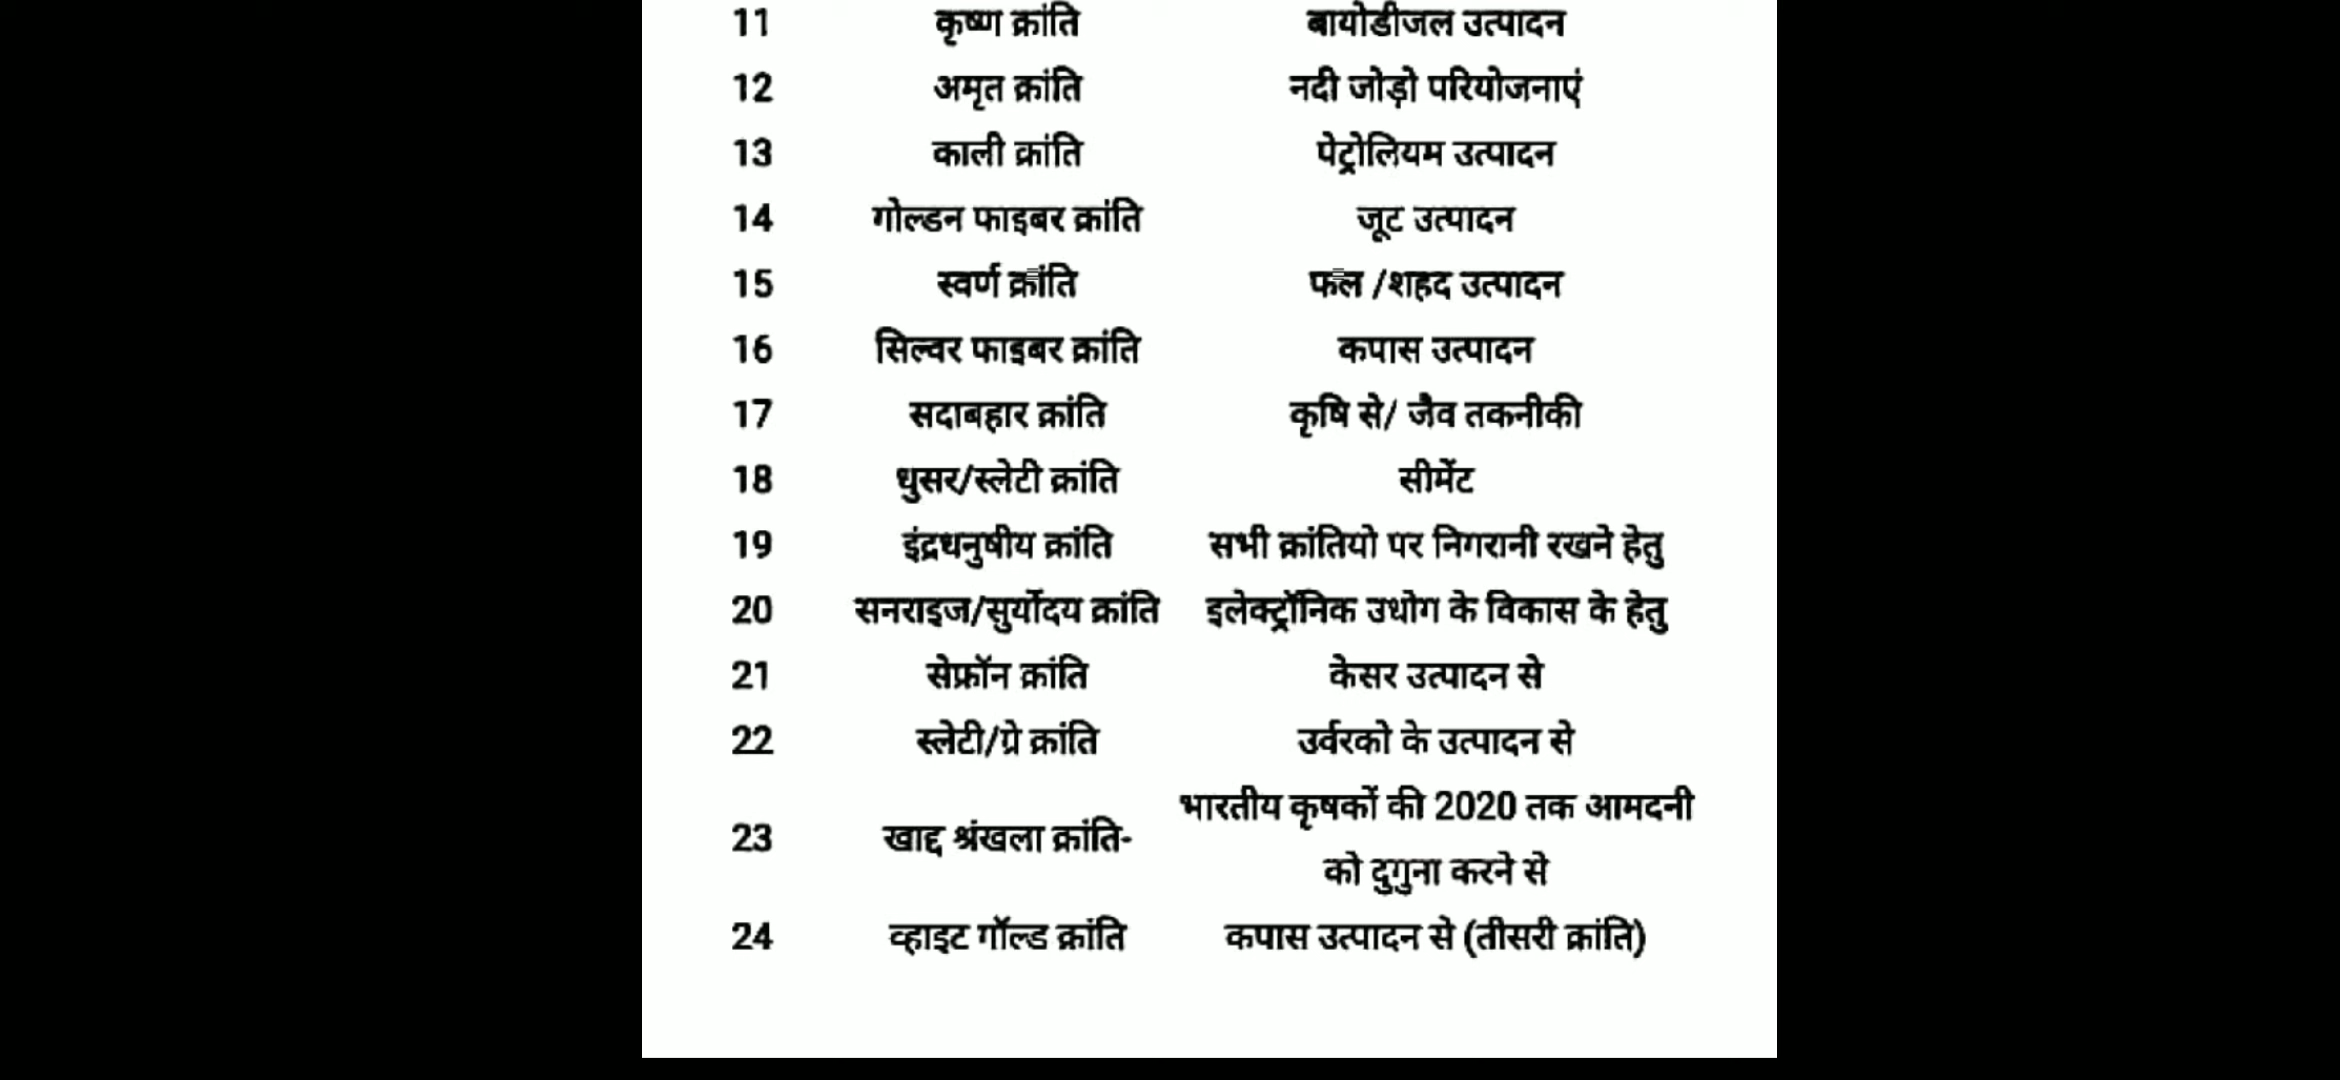 11 कृष्ण क्रांति बायोडीजल उत्पादन
12 अमृत क्रांति नदी जोड़ो परियोजनाएं
13 काली क्रांति पेट्रोलियम उत्पादन
14 गोल्डन फाइबर क्रांति जूट उत्पादन
15 स्वर्ण क्रांति फल /शहद उत्पादन
16 सिल्वर फाइबर क्रांति कपास उत्पादन
17 सदाबहार क्रांति कृषि से/ जैव तकनीकी
18 धुसर/स्लेटी क्रांति सीमेंट
19 इंद्रधनुषीय क्रांति सभी क्रांतियो पर निगरानी रखने हेतु
20 सनराइज/सुर्योदय क्रांति इलेक्ट्रॉनिक उधोग के विकास के हेतु
21 सेफ्रॉन क्रांति केसर उत्पादन से
22 स्लेटी/ग्रे क्रांति उर्वरको के उत्पादन से
भारतीय कृषकों की 2020 तक आमदनी
23 खाद्द श्रंखला क्रांति-
को दुगुना करने से
24 व्हाइट गॉल्ड क्रांति कपास उत्पादन से (तीसरी क्रांति)